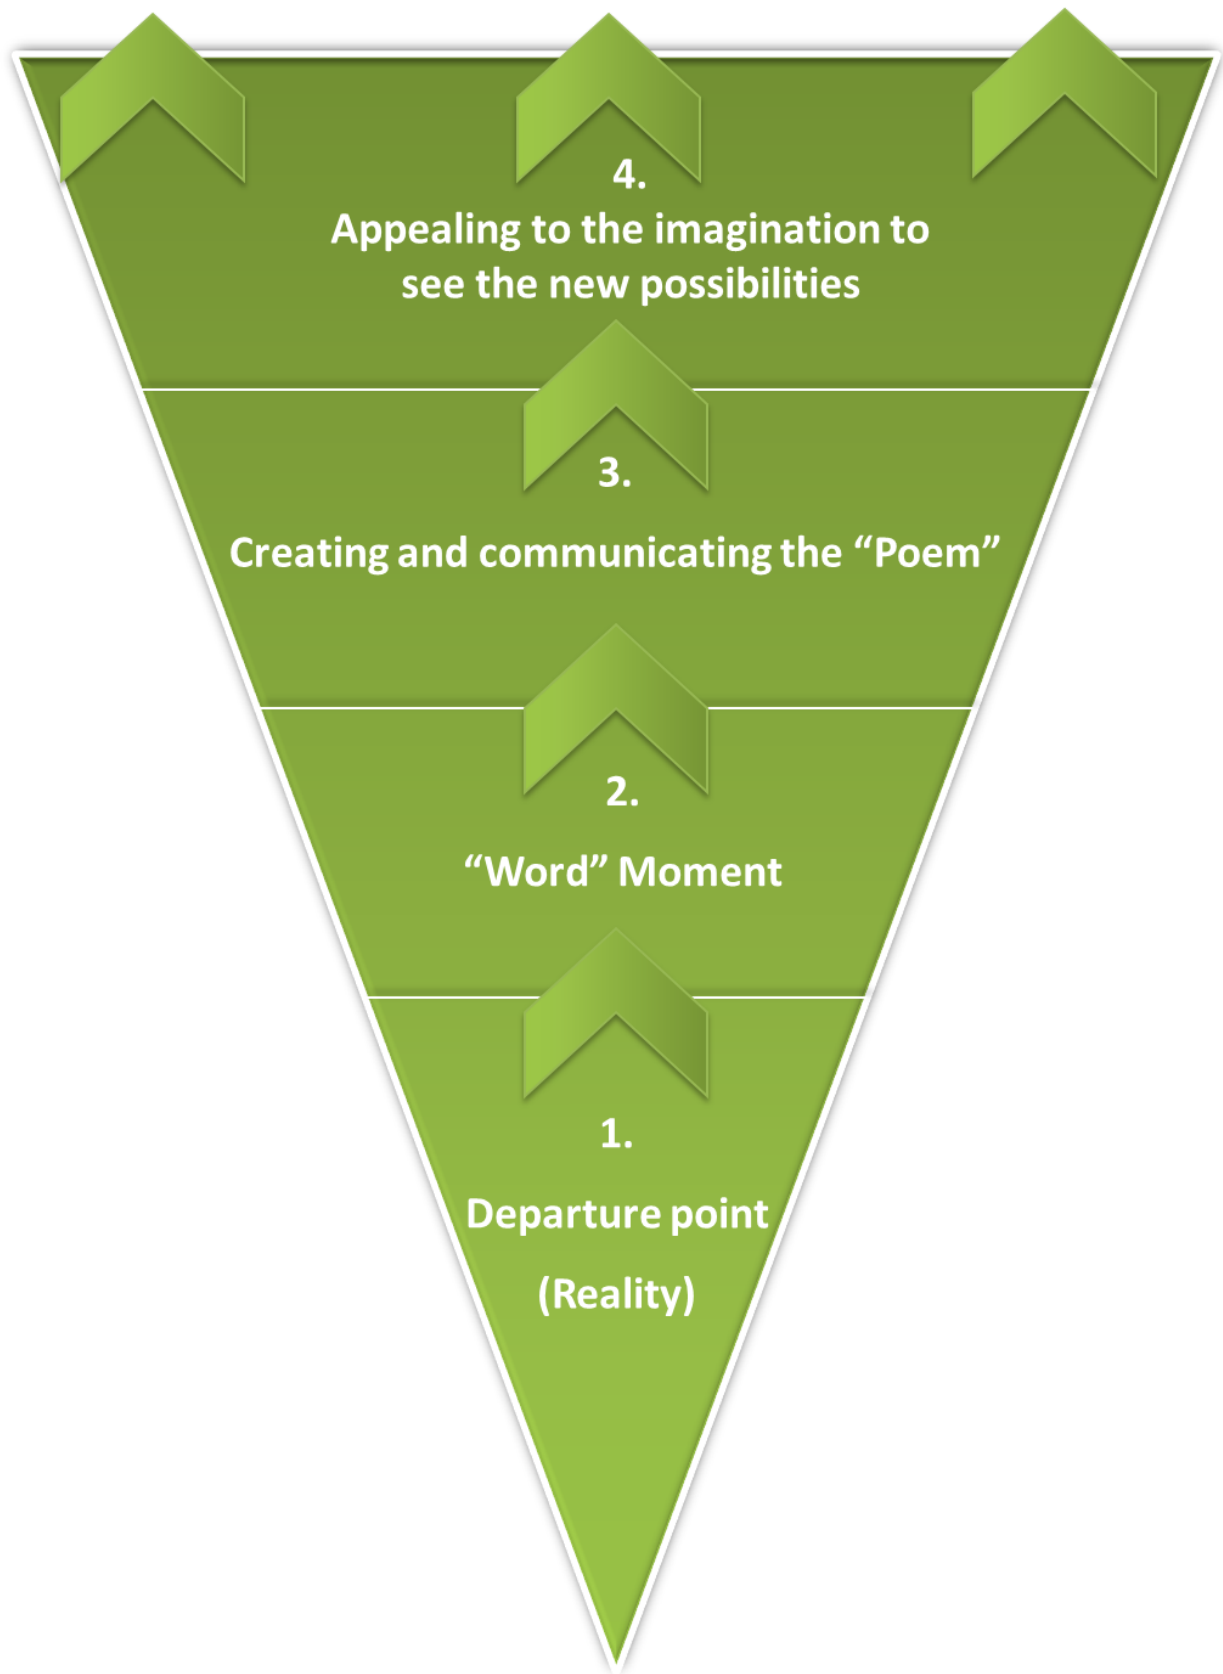 4.
Appealing to the imagination to
see the new possibilities
3.
Creating and communicating the “Poem”
2.
“Word” Moment
1.
Departure point
(Reality)